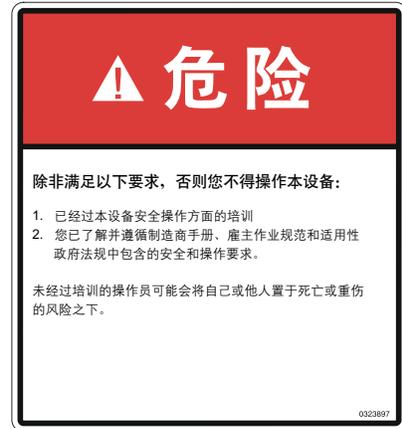 危险
除非满足以下要求，否则您不得操作本设备：
1. 已经过本设备安全操作方面的培训
2. 您已了解并遵循制造商手册、雇主作业规范和适用性
政府法规中包含的安全和操作要求。
未经过培训的操作员可能会将自己或他人置于死亡或重伤
的风险之下。
0323897